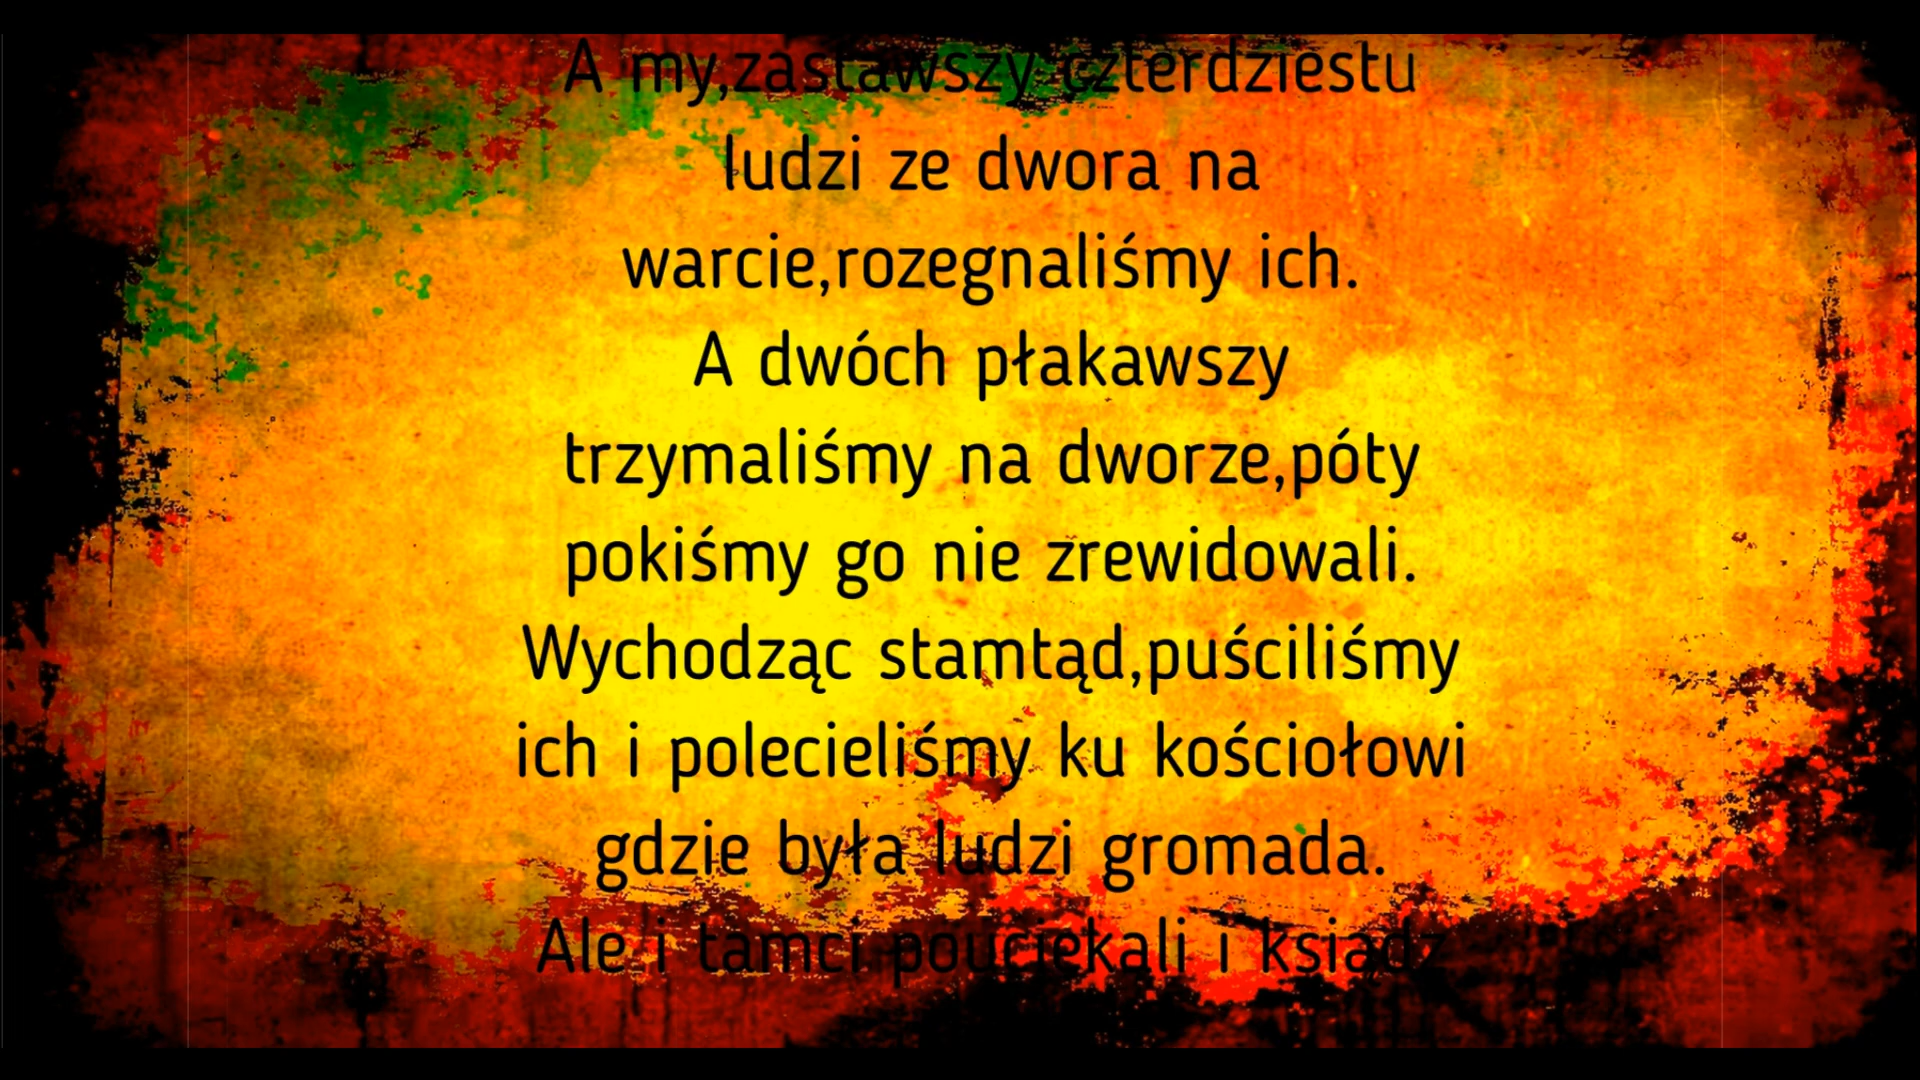 A my,zastawszy czterdziestu
ludzi ze dwora na
warcie,rozegnaliśmy ich.
A dwóch płakawszy
trzymaliśmy na dworze,póty
pokiśmy go nie zrewidowali.
Wychodząc stamtąd,puściliśmy
ich i polecieliśmy ku kościołowi
gdzie była ludzi gromada.
Ale i tamci pouciekali i ksiądz